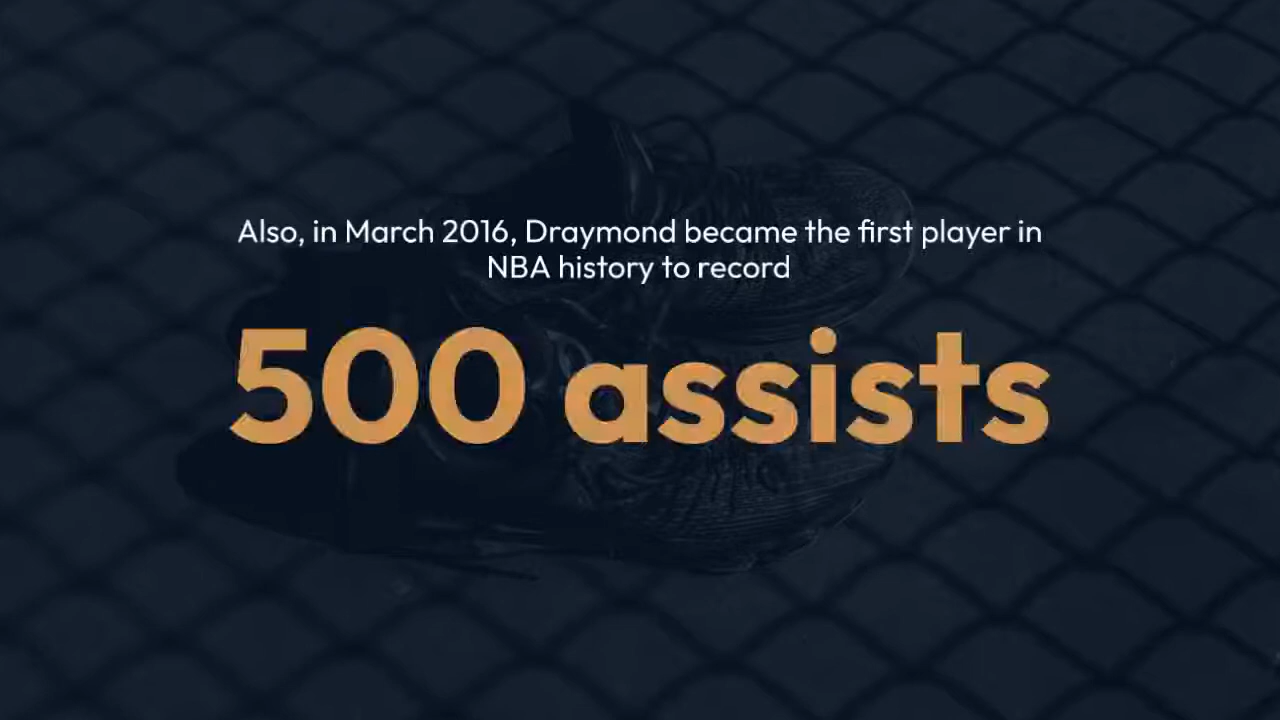 Also, in March 2016, Draymond became the first player in
NBA history to record
500 assists